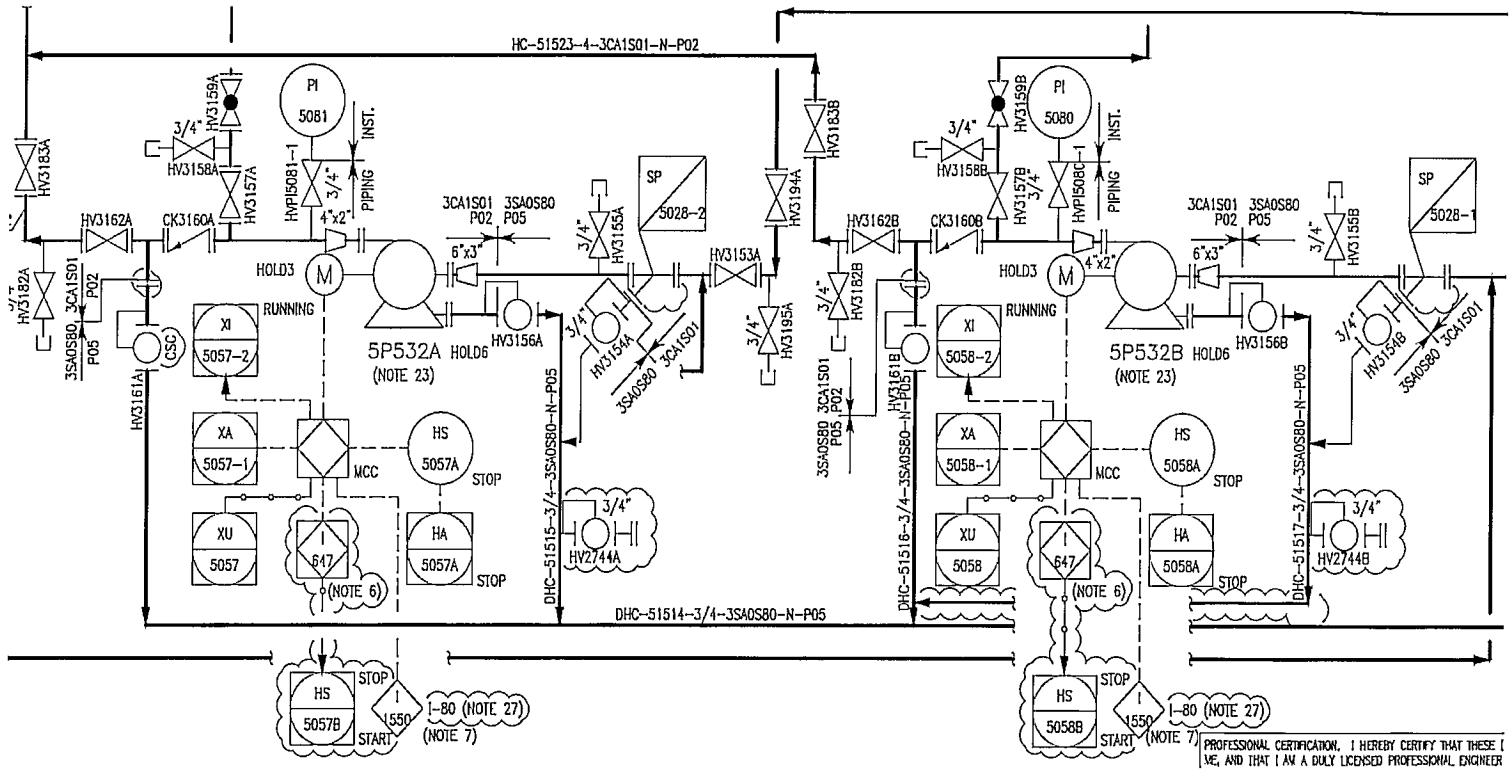 HC-51523-4-3CA1S01-N-P02
HV3183A
HV3159A
3/4"
HV3158A
HV3157A
PI
5081
HVPI5081-1
3/4"
INST.
PIPING
HV3162A
CK3160A
4"x2"
HOLD3
M
3CA1S01
P02
3SA0S80
P05
6"x3"
3/4"
HV3155A
SP
5028-2
HV3194A
HV3153A
3/4"
HV3195A
HV3182A
3SA0S80
P05
3CA1S01
P02
CSC
HV3161A
RUNNING
XI
5057-2
5P532A
HOLD6
(NOTE 23)
HV3156A
3/4"
HV3154A
3SA0S80
3CA1S01
XA
5057-1
MCC
HS
5057A
STOP
XU
5057
647
(NOTE 6)
HA
5057A
STOP
DHC-51515-3/4-3SA0S80-N-P05
3/4"
HV2744A
DHC-51514-3/4-3SA0S80-N-P05
HS
5057B
STOP
START
1550
I-80 (NOTE 27)
(NOTE 7)
HV3183B
HV3159B
3/4"
HV3158B
HV3157B
PI
5080
3/4"
INST.
PIPING
HV3162B
CK3160B
4"x2"
HOLD3
M
3CA1S01
P02
3SA0S80
P05
6"x3"
3/4"
HV3155B
SP
5028-1
3/4"
HV3182B
3SA0S80
P05
3CA1S01
P02
HV3161B
RUNNING
XI
5058-2
5P532B
HOLD6
(NOTE 23)
HV3156B
3/4"
HV3154B
3SA0S80
3CA1S01
DHC-51516-3/4-3SA0S80-N-P05
XA
5058-1
MCC
HS
5058A
STOP
XU
5058
647
(NOTE 6)
HA
5058A
STOP
DHC-51517-3/4-3SA0S80-N-P05
3/4"
HV2744B
HS
5058B
STOP
START
1550
I-80 (NOTE 27)
(NOTE 7)
PROFESSIONAL CERTIFICATION. I HEREBY CERTIFY THAT THESE
ME, AND THAT I AM A DULY LICENSED PROFESSIONAL ENGINEER